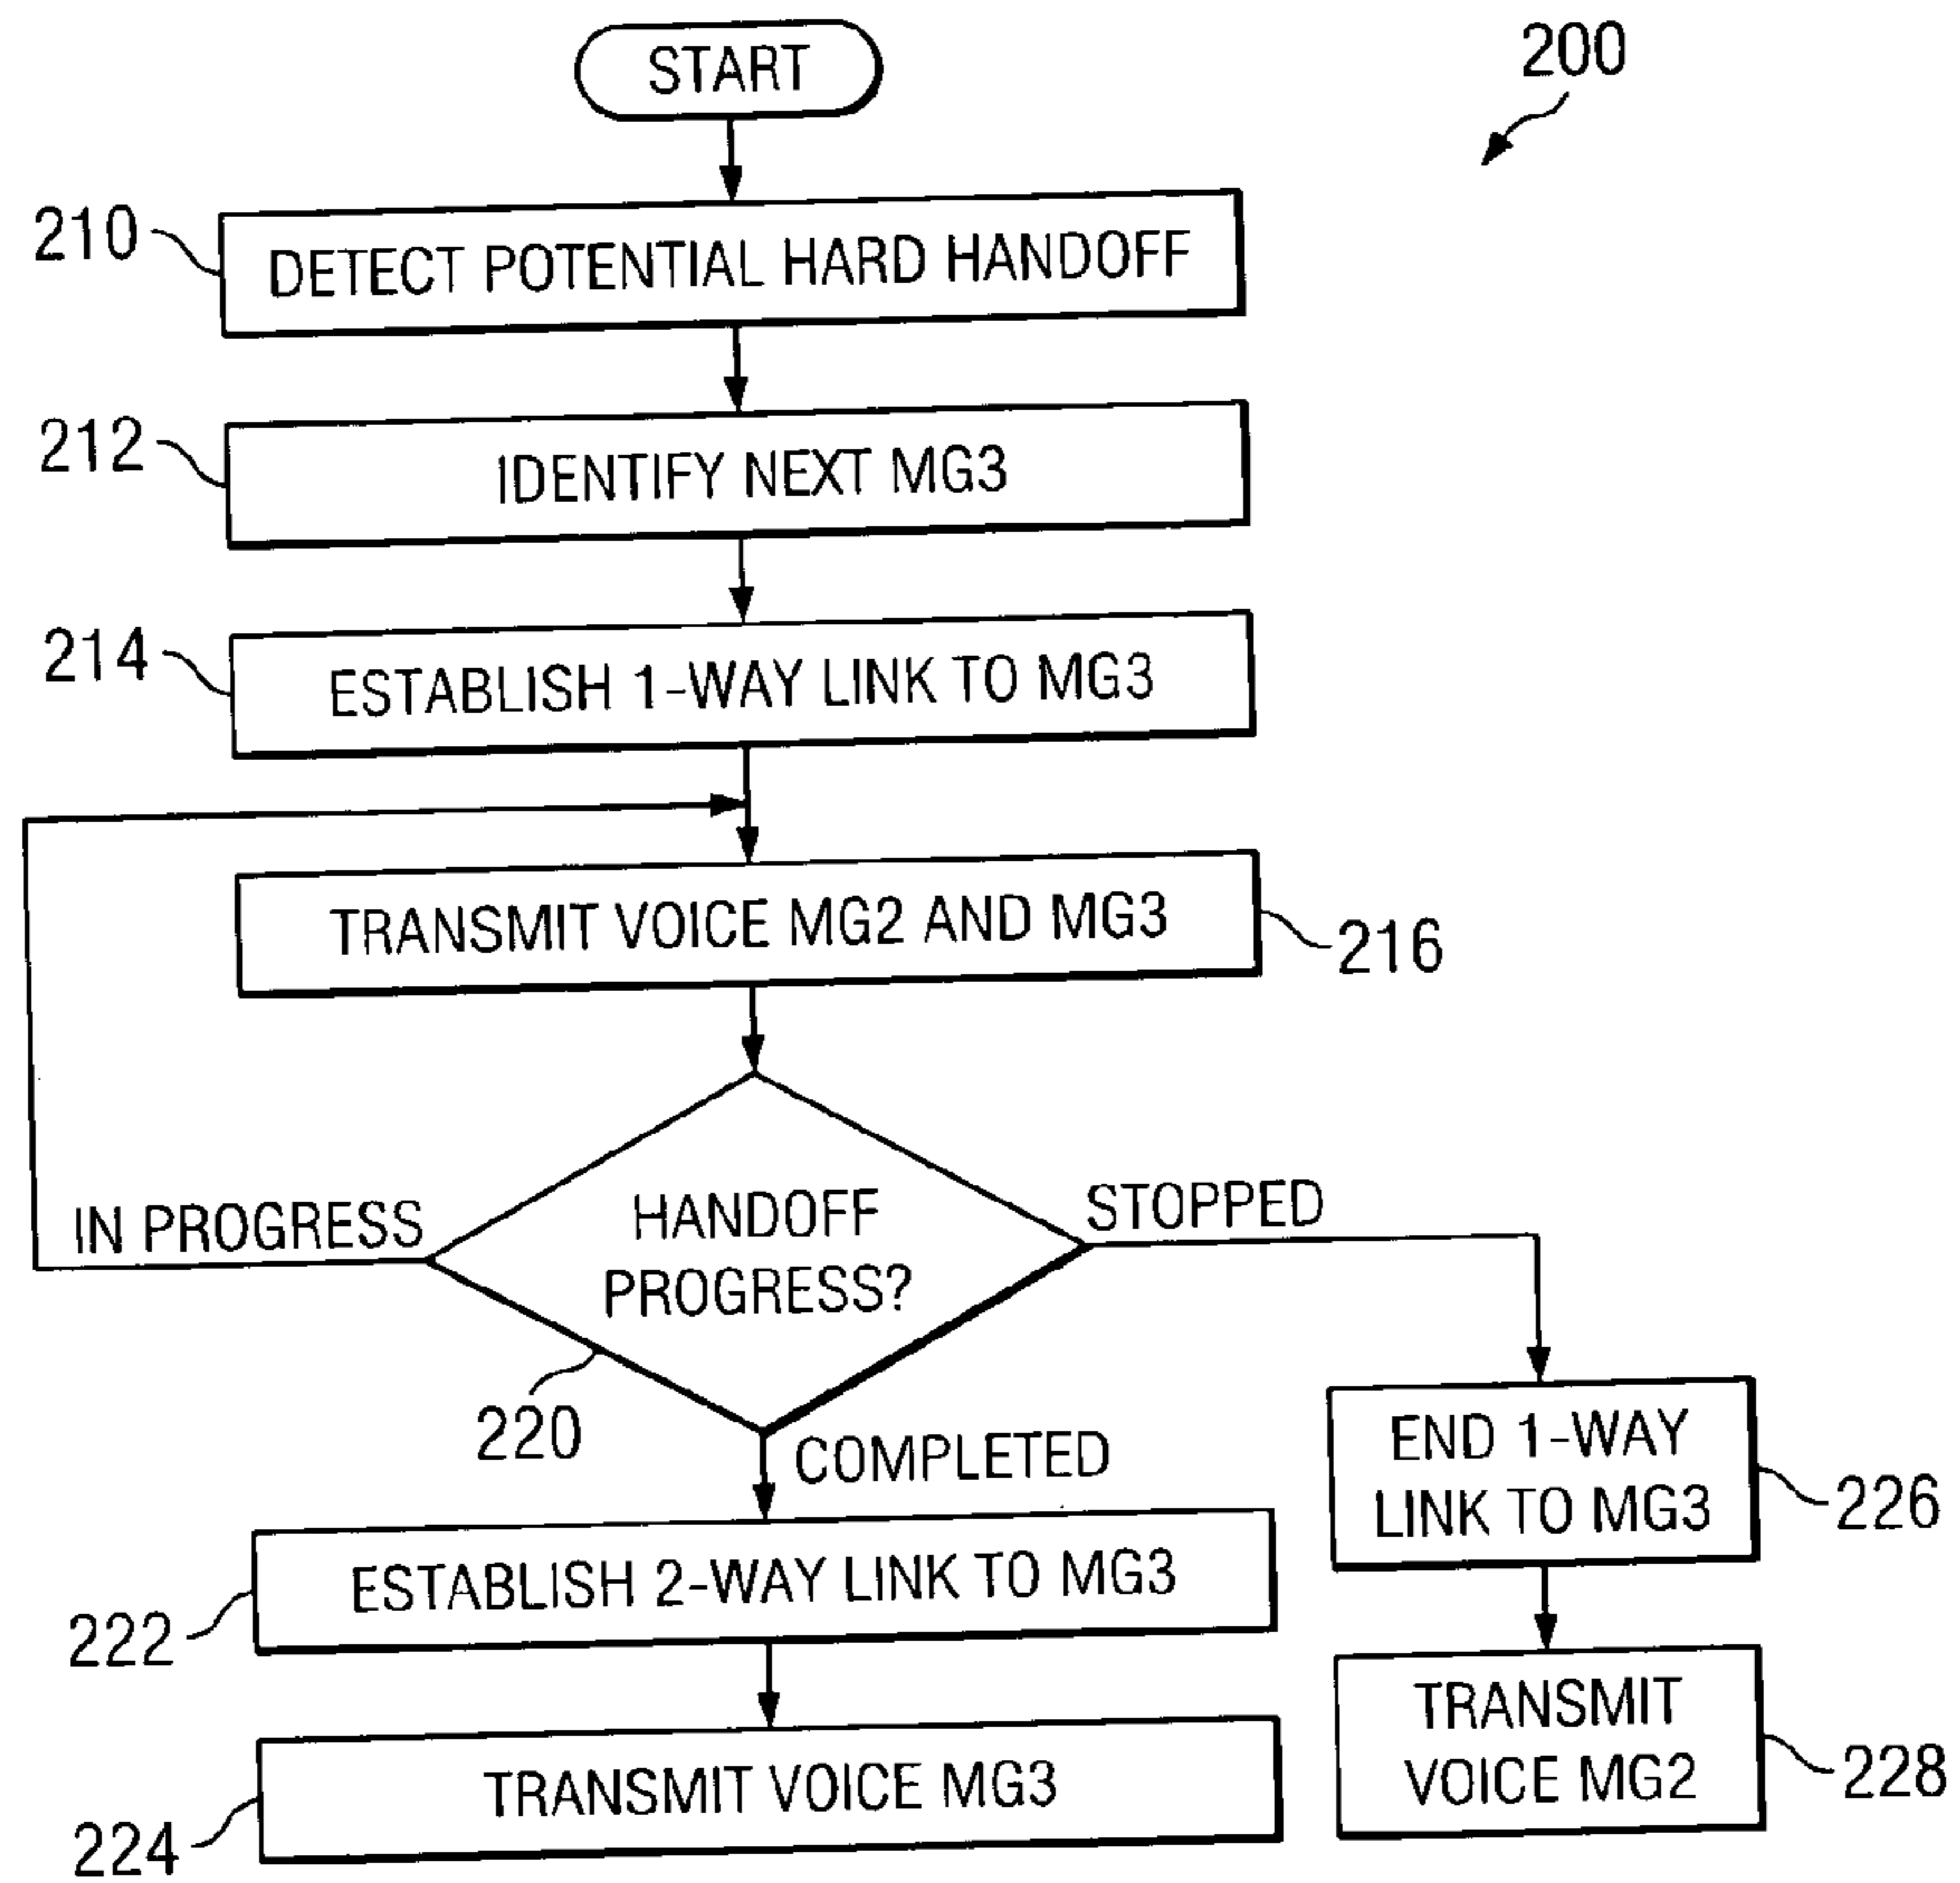 START
200
210
DETECT POTENTIAL HARD HANDOFF
212
IDENTIFY NEXT MG3
214
ESTABLISH 1-WAY LINK TO MG3
TRANSMIT VOICE MG2 AND MG3
216
IN PROGRESS
HANDOFF
PROGRESS?
STOPPED
220
COMPLETED
END 1-WAY
LINK TO MG3
226
222
ESTABLISH 2-WAY LINK TO MG3
TRANSMIT
VOICE MG2
228
224
TRANSMIT VOICE MG3